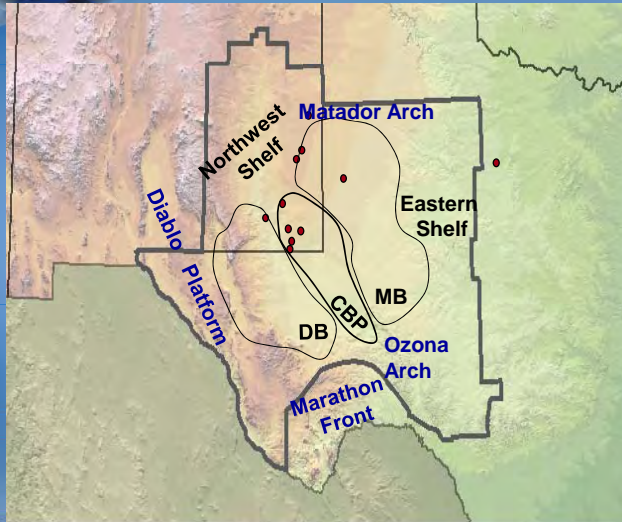 Matador Arch
Northwest
Shelf
Eastern
Shelf
Diablo Platform
CBP
MB
DB
Ozona
Arch
Marathon
Front